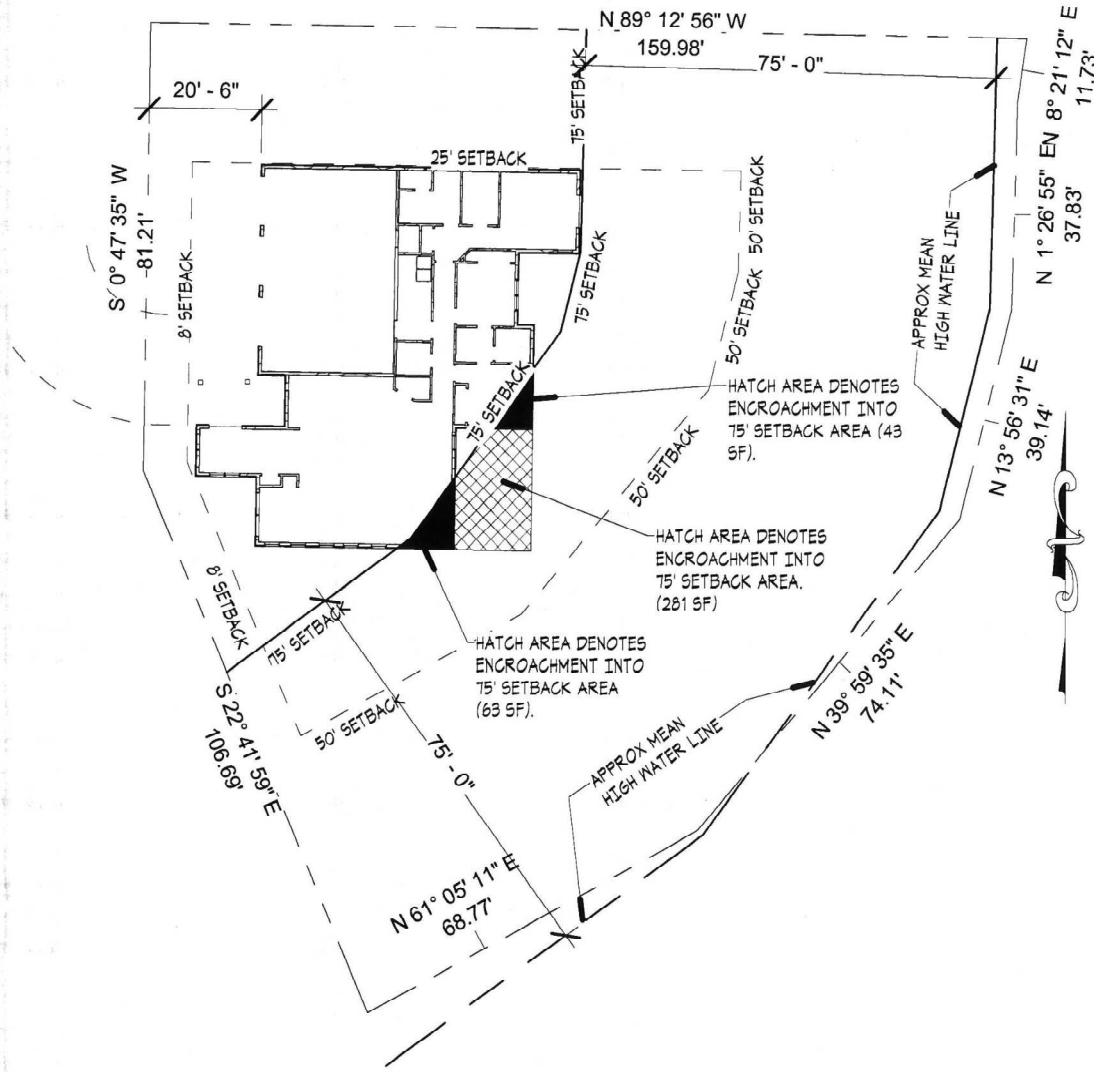 N 89° 12' 56" W
159.98'
75' - 0"
N 8° 21' 12" E
11.73'
20' - 6"
75' SETBACK
25' SETBACK
N 1° 26' 55" E
37.83'
S 0° 47' 35" W
81.21'
8' SETBACK
50' SETBACK
50' SETBACK
75' SETBACK
APPROX MEAN
HIGH WATER LINE
75' SETBACK
HATCH AREA DENOTES
ENCROACHMENT INTO
75' SETBACK AREA (43
SF).
N 13° 56' 31" E
39.14'
50' SETBACK
HATCH AREA DENOTES
ENCROACHMENT INTO
75' SETBACK AREA.
(281 SF)
8' SETBACK
75' SETBACK
HATCH AREA DENOTES
ENCROACHMENT INTO
75' SETBACK AREA
(63 SF).
N 39° 59' 35" E
74.11'
S 22° 41' 59" E
106.69'
50' SETBACK
75' - 0"
APPROX MEAN
HIGH WATER LINE
N 61° 05' 11" E
68.77'